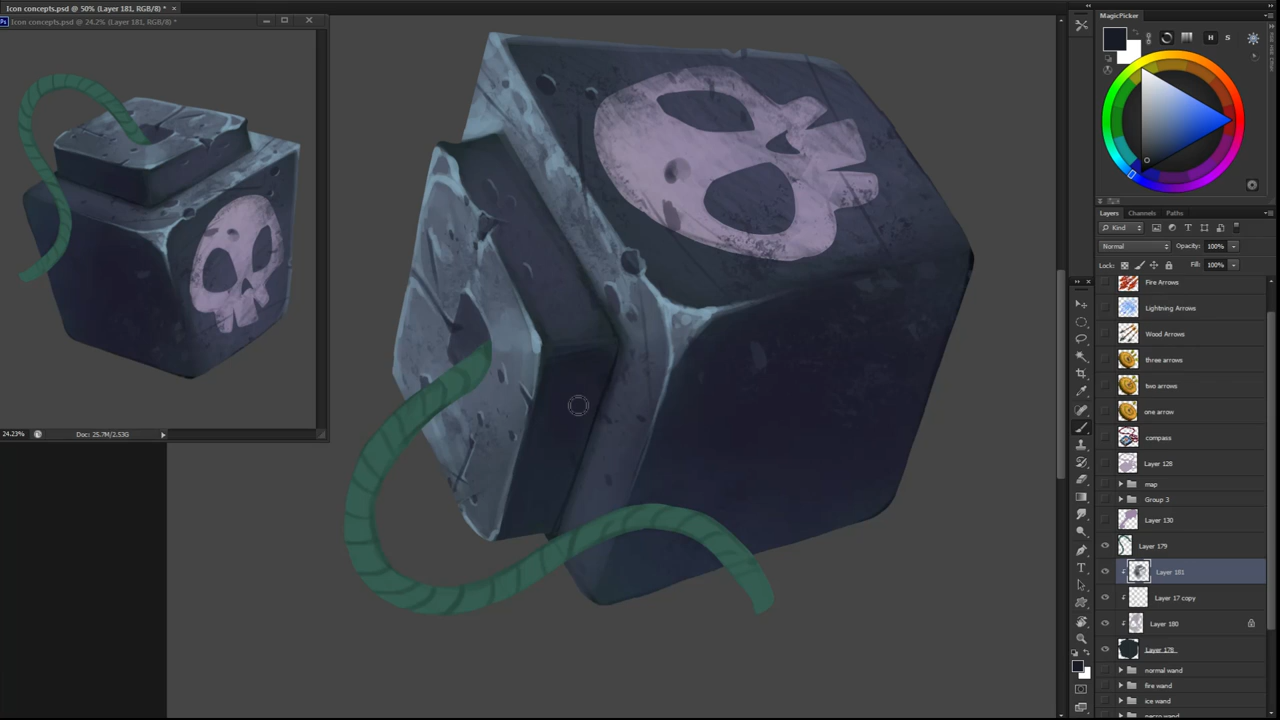 Icon concepts.psd @ 50% (Layer 181, RGB/8) *
Icon concepts.psd @ 24.2% (Layer 181, RGB/8) *
24.23%
Doc: 25.7M/2.53G
MagicPicker
H
S
Layers
Channels
Paths
Kind
Normal
Opacity:
100%
Lock:
Fill:
100%
Fire Arrows
Lightning Arrows
Wood Arrows
three arrows
two arrows
one arrow
compass
Layer 128
map
Group 3
Layer 130
Layer 179
Layer 181
Layer 17 copy
Layer 180
Layer 178
normal wand
fire wand
ice wand
necro wand